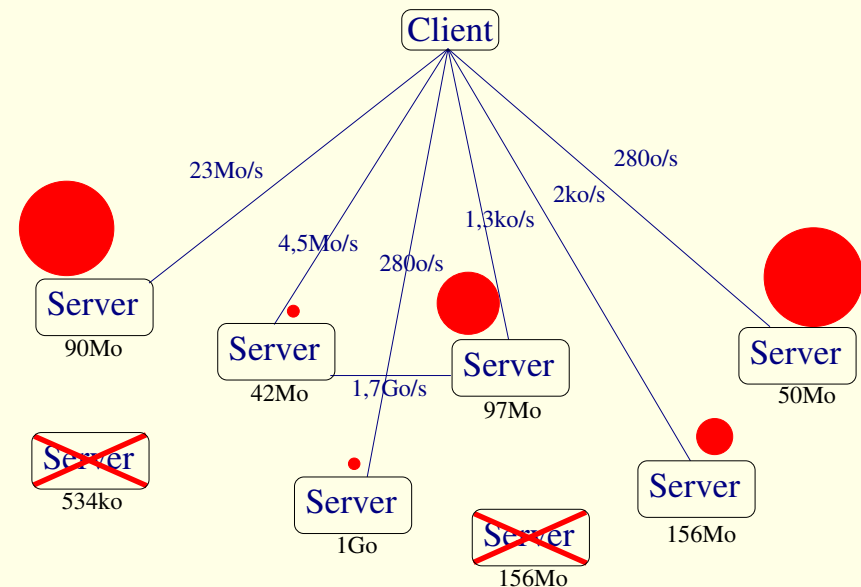 Client
280o/s
23Mo/s
2ko/s
1,3ko/s
4,5Mo/s
280o/s
Server
90Mo
Server
42Mo
1,7Go/s
Server
97Mo
Server
50Mo
Server
534ko
Server
1Go
Server
156Mo
Server
156Mo